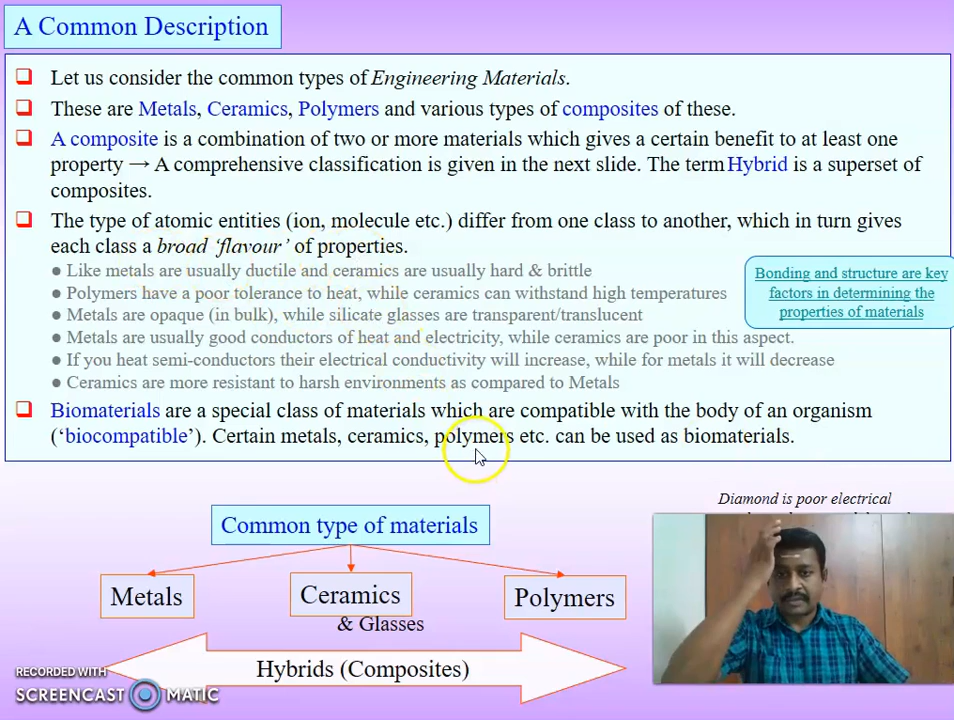 A Common Description
Let us consider the common types of Engineering Materials.
These are Metals, Ceramics, Polymers and various types of composites of these.
A composite is a combination of two or more materials which gives a certain benefit to at least one
property → A comprehensive classification is given in the next slide. The term Hybrid is a superset of
composites.
The type of atomic entities (ion, molecule etc.) differ from one class to another, which in turn gives
each class a broad ‘flavour’ of properties.
● Like metals are usually ductile and ceramics are usually hard & brittle
● Polymers have a poor tolerance to heat, while ceramics can withstand high temperatures
● Metals are opaque (in bulk), while silicate glasses are transparent/translucent
● Metals are usually good conductors of heat and electricity, while ceramics are poor in this aspect.
● If you heat semi-conductors their electrical conductivity will increase, while for metals it will decrease
● Ceramics are more resistant to harsh environments as compared to Metals
Bonding and structure are key
factors in determining the
properties of materials
Biomaterials are a special class of materials which are compatible with the body of an organism
(‘biocompatible’). Certain metals, ceramics, polymers etc. can be used as biomaterials.
Diamond is poor electrical
Common type of materials
Metals
Ceramics
Polymers
& Glasses
Hybrids (Composites)
RECORDED WITH
SCREENCAST MATIC